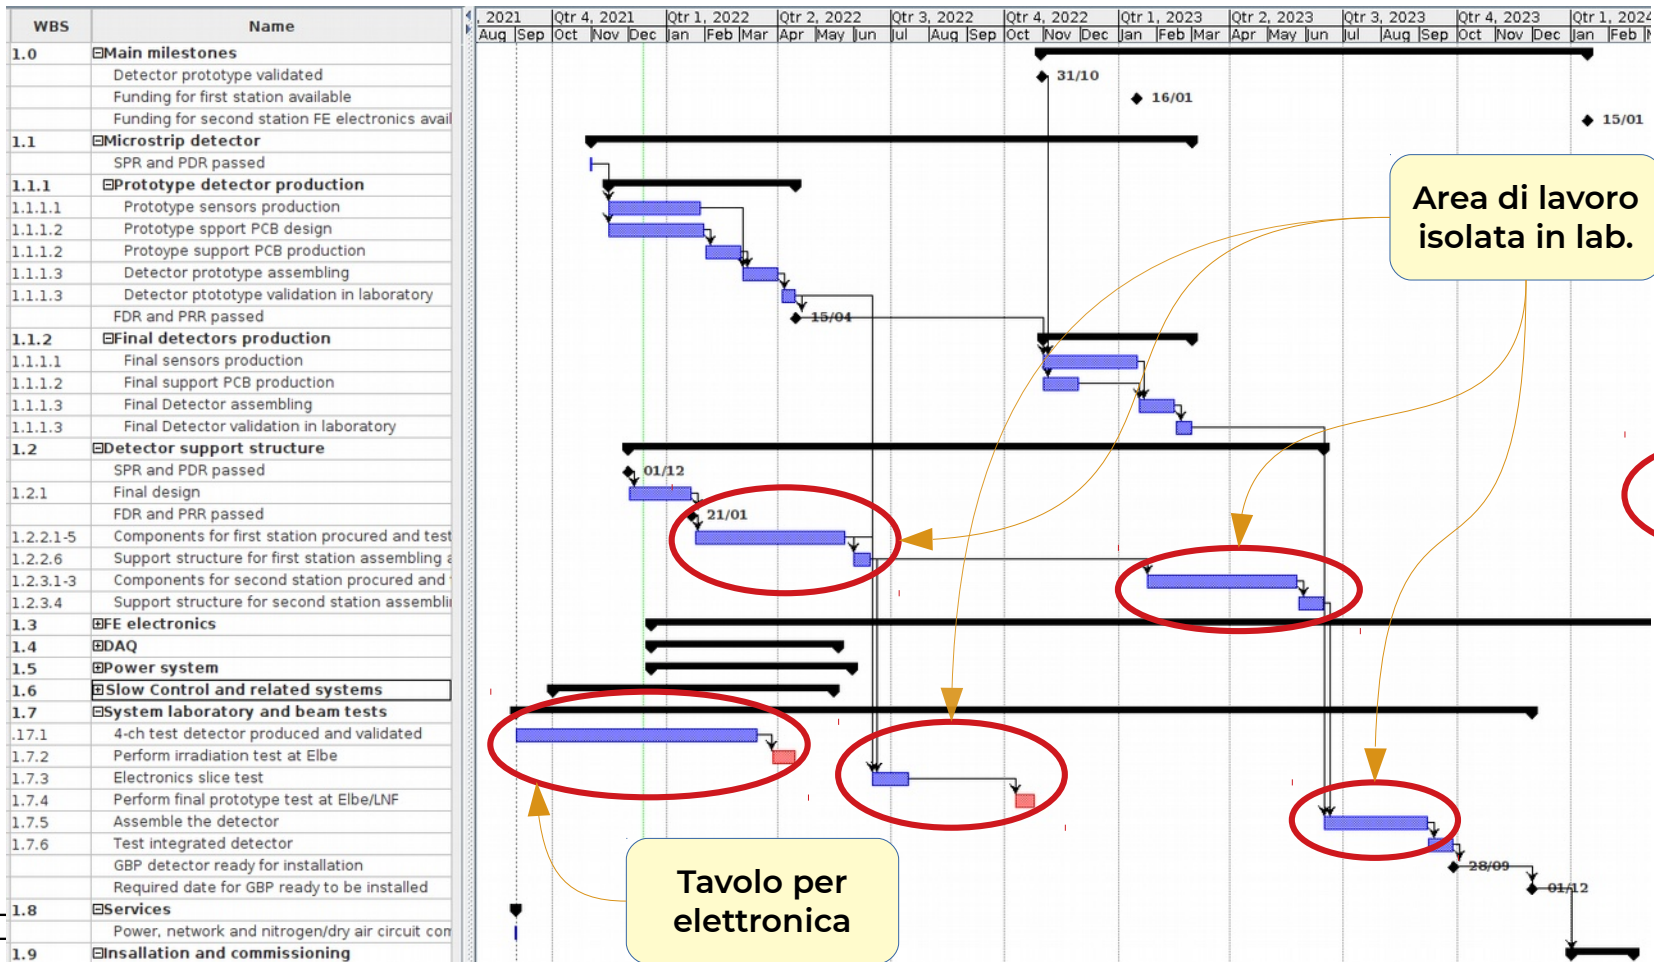 WBS Name , 2021 Qtr 4, 2021 Qtr 1, 2022 Qtr 2, 2022 Qtr 3, 2022 Qtr 4, 2022 Qtr 1, 2023 Qtr 2, 2023 Qtr 3, 2023 Qtr 4, 2023 Qtr 1, 2024
Aug Sep Oct Nov Dec Jan Feb Mar Apr May Jun Jul Aug Sep Oct Nov Dec Jan Feb Mar Apr May Jun Jul Aug Sep Oct Nov Dec Jan Feb
1.0 Main milestones
Detector prototype validated 31/10
Funding for first station available 16/01
Funding for second station FE electronics avail 15/01
1.1 Microstrip detector
SPR and PDR passed
1.1.1 Prototype detector production
1.1.1.1 Prototype sensors production
1.1.1.2 Prototype spport PCB design
1.1.1.2 Protoype support PCB production
1.1.1.3 Detector prototype assembling
1.1.1.3 Detector ptototype validation in laboratory
FDR and PRR passed 15/04
1.1.2 Final detectors production
1.1.1.1 Final sensors production
1.1.1.2 Final support PCB production
1.1.1.3 Final Detector assembling
1.1.1.3 Final Detector validation in laboratory
1.2 Detector support structure
SPR and PDR passed 01/12
1.2.1 Final design
FDR and PRR passed 21/01
1.2.2.1-5 Components for first station procured and test
1.2.2.6 Support structure for first station assembling a
1.2.3.1-3 Components for second station procured and
1.2.3.4 Support structure for second station assembli
1.3 FE electronics
1.4 DAQ
1.5 Power system
1.6 Slow Control and related systems
1.7 System laboratory and beam tests
.17.1 4-ch test detector produced and validated
1.7.2 Perform irradiation test at Elbe
1.7.3 Electronics slice test
1.7.4 Perform final prototype test at Elbe/LNF
1.7.5 Assemble the detector
1.7.6 Test integrated detector
GBP detector ready for installation 28/09
Required date for GBP ready to be installed 01/12
1.8 Services
Power, network and nitrogen/dry air circuit com
1.9 Insallation and commissioning
Area di lavoro
isolata in lab.
Tavolo per
elettronica